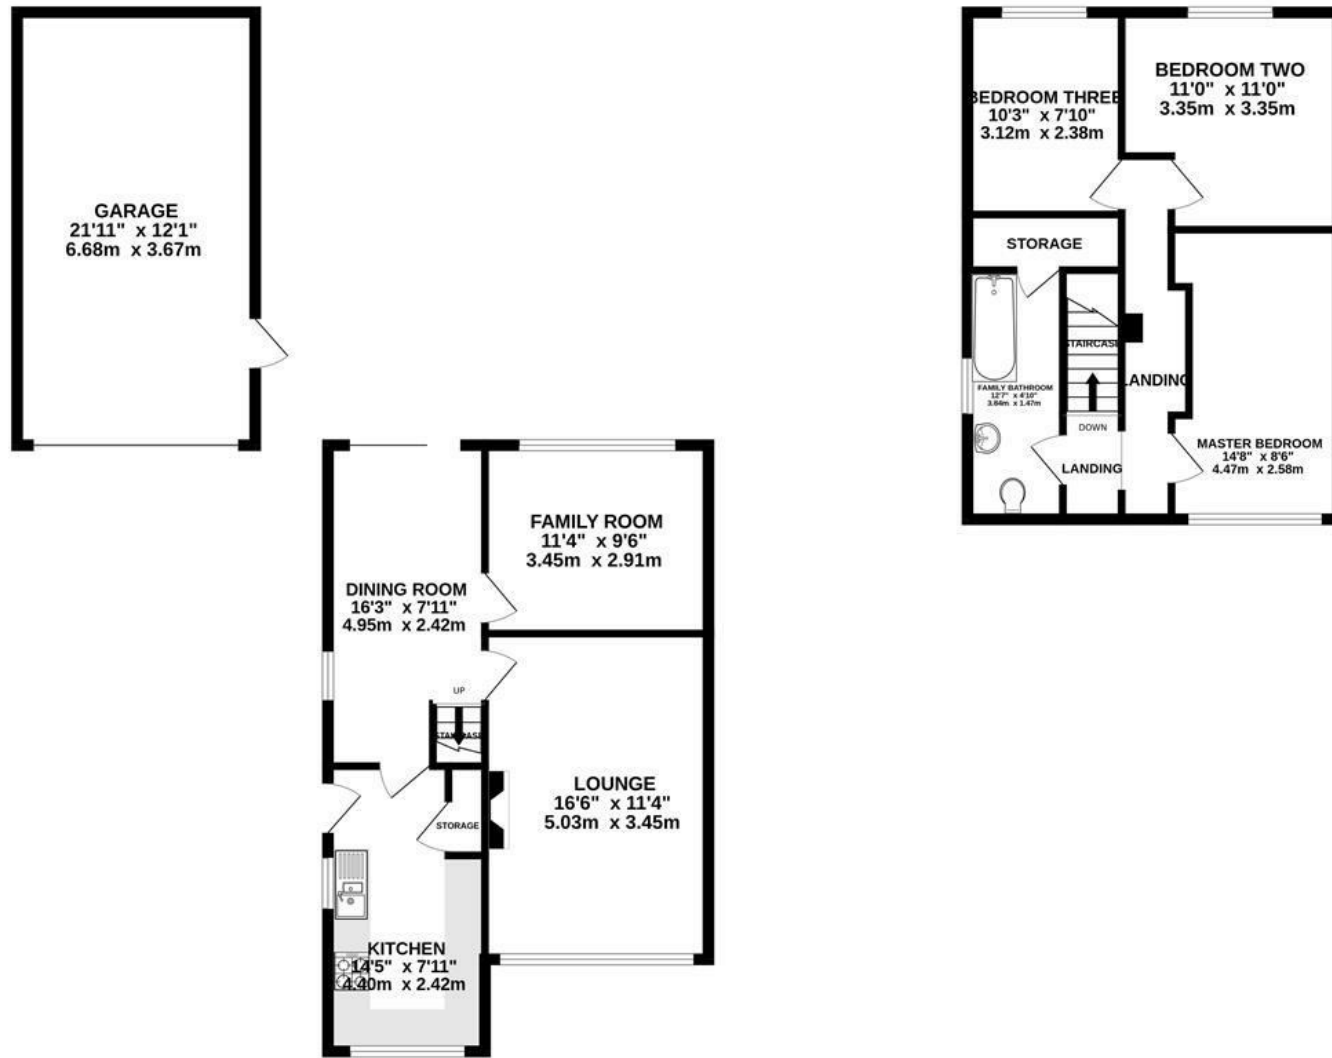 GARAGE
21'11" x 12'1"
6.68m x 3.67m
FAMILY ROOM
11'4" x 9'6"
3.45m x 2.91m
DINING ROOM
16'3" x 7'11"
4.95m x 2.42m
UP
STAIRCASE
LOUNGE
16'6" x 11'4"
5.03m x 3.45m
STORAGE
KITCHEN
14'5" x 7'11"
4.40m x 2.42m
BEDROOM TWO
11'0" x 11'0"
3.35m x 3.35m
BEDROOM THREE
10'3" x 7'10"
3.12m x 2.38m
STORAGE
STAIRCASE
LANDING
FAMILY BATHROOM
12'7" x 4'10"
3.84m x 1.47m
DOWN
LANDING
MASTER BEDROOM
14'8" x 8'6"
4.47m x 2.58m